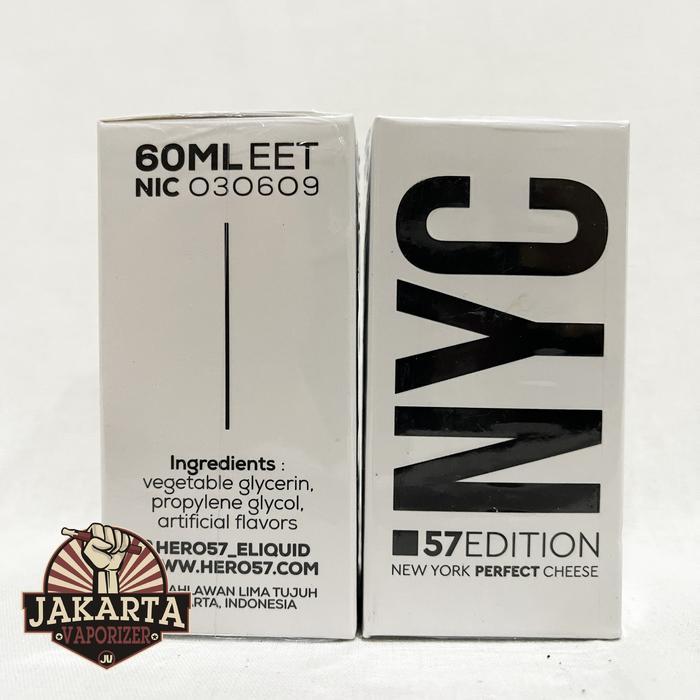 60ML EET
NIC 030609
Ingredients :
vegetable glycerin,
propylene glycol,
artificial flavors
HERO57_ELIQUID
WWW.HERO57.COM
AHLAWAN LIMA TUJUH
ARTA, INDONESIA
NYC
57EDITION
NEW YORK PERFECT CHEESE
JAKARTA
VAPORIZER